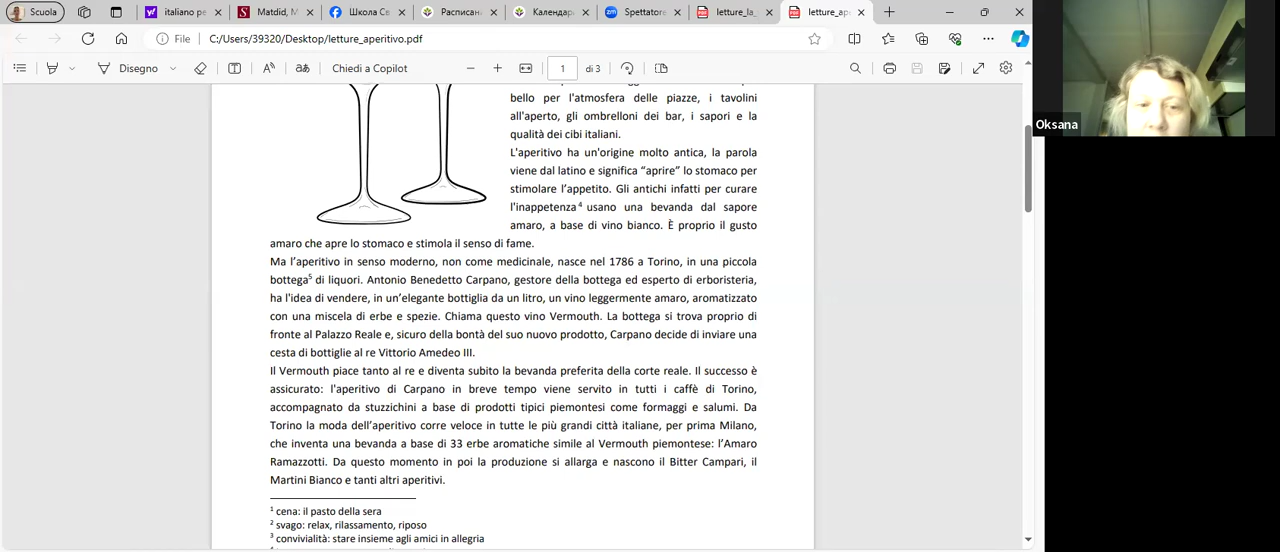 Scuola
italiano pe
Matdid, M
Школа Св
Расписан
Календар
Spettatore
letture_la_
letture_ape
File
C:/Users/39320/Desktop/letture_aperitivo.pdf
Disegno
Chiedi a Copilot
1
di 3
bello per l'atmosfera delle piazze, i tavolini
all'aperto, gli ombrelloni dei bar, i sapori e la
qualità dei cibi italiani.
L'aperitivo ha un'origine molto antica, la parola
viene dal latino e significa “aprire” lo stomaco per
stimolare l’appetito. Gli antichi infatti per curare
l'inappetenza⁴ usano una bevanda dal sapore
amaro, a base di vino bianco. È proprio il gusto
amaro che apre lo stomaco e stimola il senso di fame.
Ma l’aperitivo in senso moderno, non come medicinale, nasce nel 1786 a Torino, in una piccola
bottega⁵ di liquori. Antonio Benedetto Carpano, gestore della bottega ed esperto di erboristeria,
ha l'idea di vendere, in un’elegante bottiglia da un litro, un vino leggermente amaro, aromatizzato
con una miscela di erbe e spezie. Chiama questo vino Vermouth. La bottega si trova proprio di
fronte al Palazzo Reale e, sicuro della bontà del suo nuovo prodotto, Carpano decide di inviare una
cesta di bottiglie al re Vittorio Amedeo III.
Il Vermouth piace tanto al re e diventa subito la bevanda preferita della corte reale. Il successo è
assicurato: l'aperitivo di Carpano in breve tempo viene servito in tutti i caffè di Torino,
accompagnato da stuzzichini a base di prodotti tipici piemontesi come formaggi e salumi. Da
Torino la moda dell’aperitivo corre veloce in tutte le più grandi città italiane, per prima Milano,
che inventa una bevanda a base di 33 erbe aromatiche simile al Vermouth piemontese: l’Amaro
Ramazzotti. Da questo momento in poi la produzione si allarga e nascono il Bitter Campari, il
Martini Bianco e tanti altri aperitivi.
¹ cena: il pasto della sera
² svago: relax, rilassamento, riposo
³ convivialità: stare insieme agli amici in allegria
Oksana